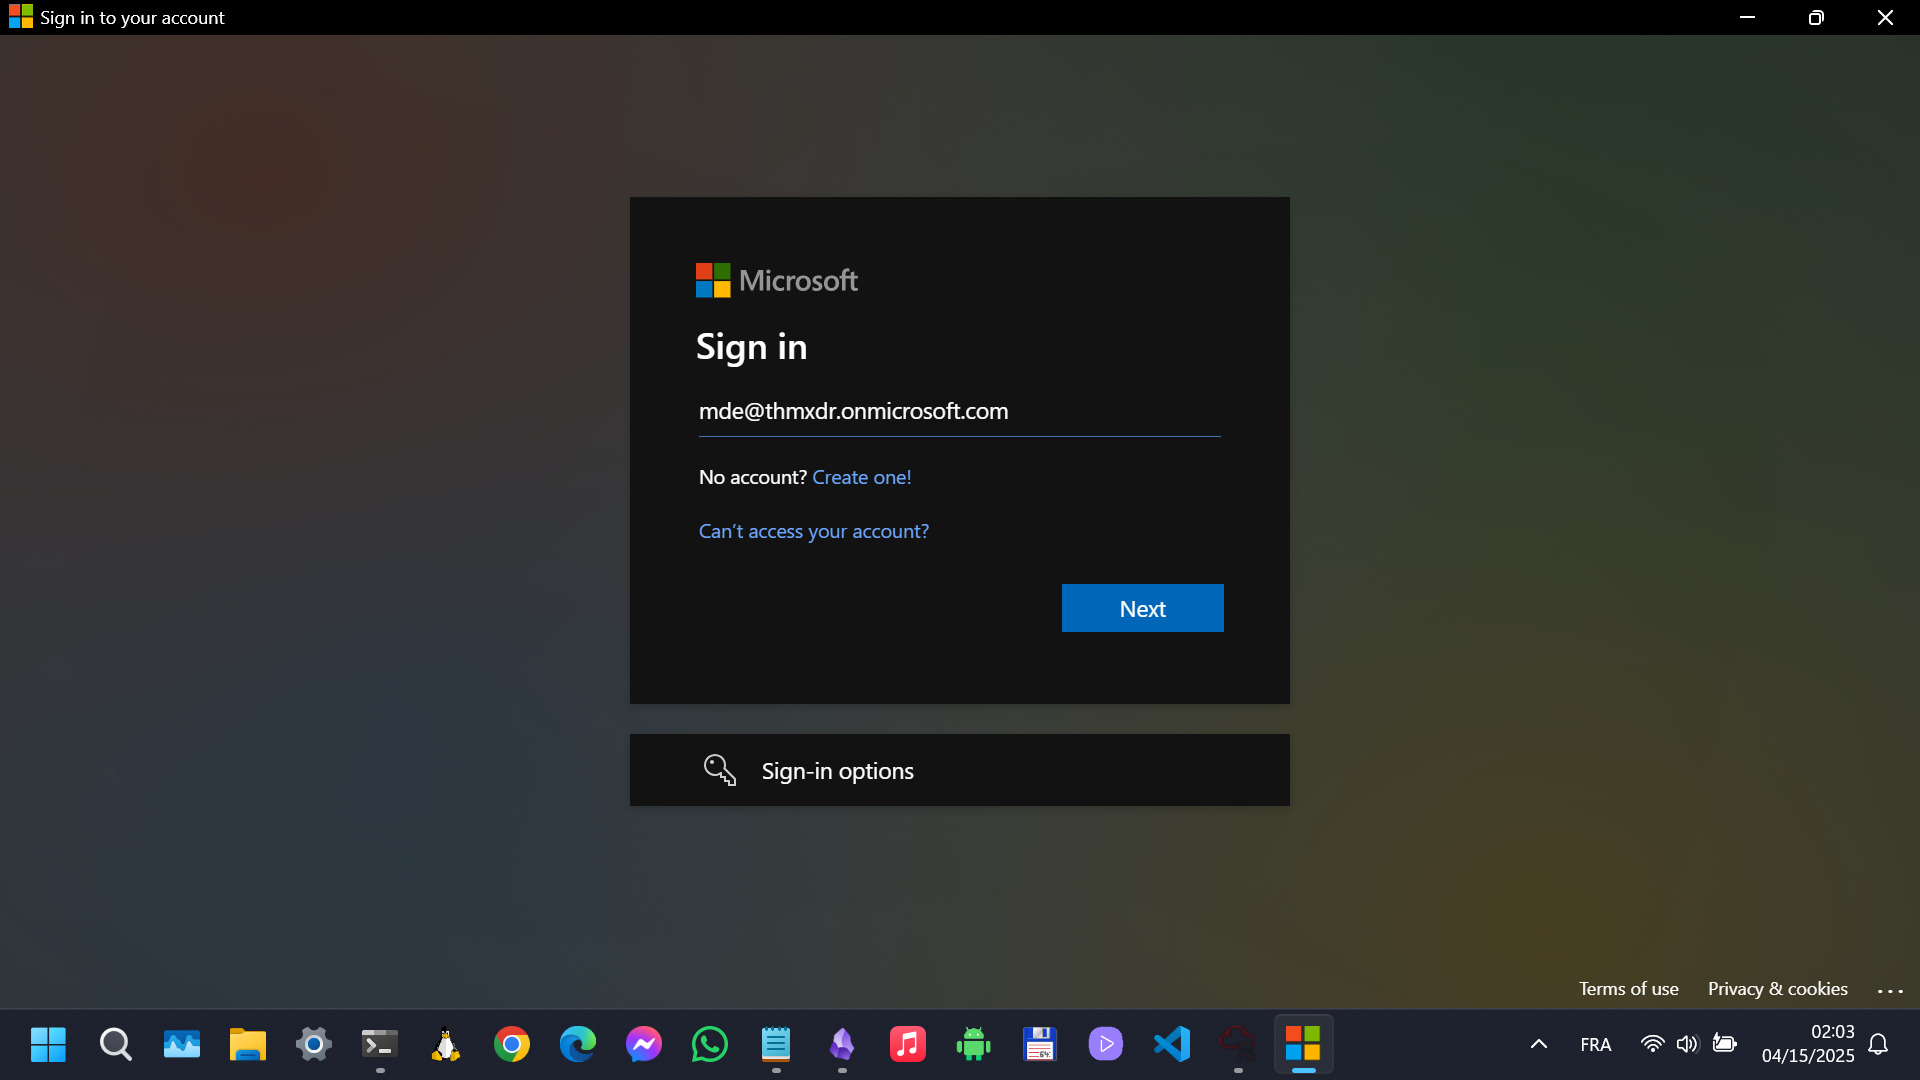 Sign in to your account
Microsoft
Sign in
mde@thmxdr.onmicrosoft.com
No account? Create one!
Can't access your account?
Next
Sign-in options
Terms of use Privacy & cookies ...
64
FRA
02:03
04/15/2025